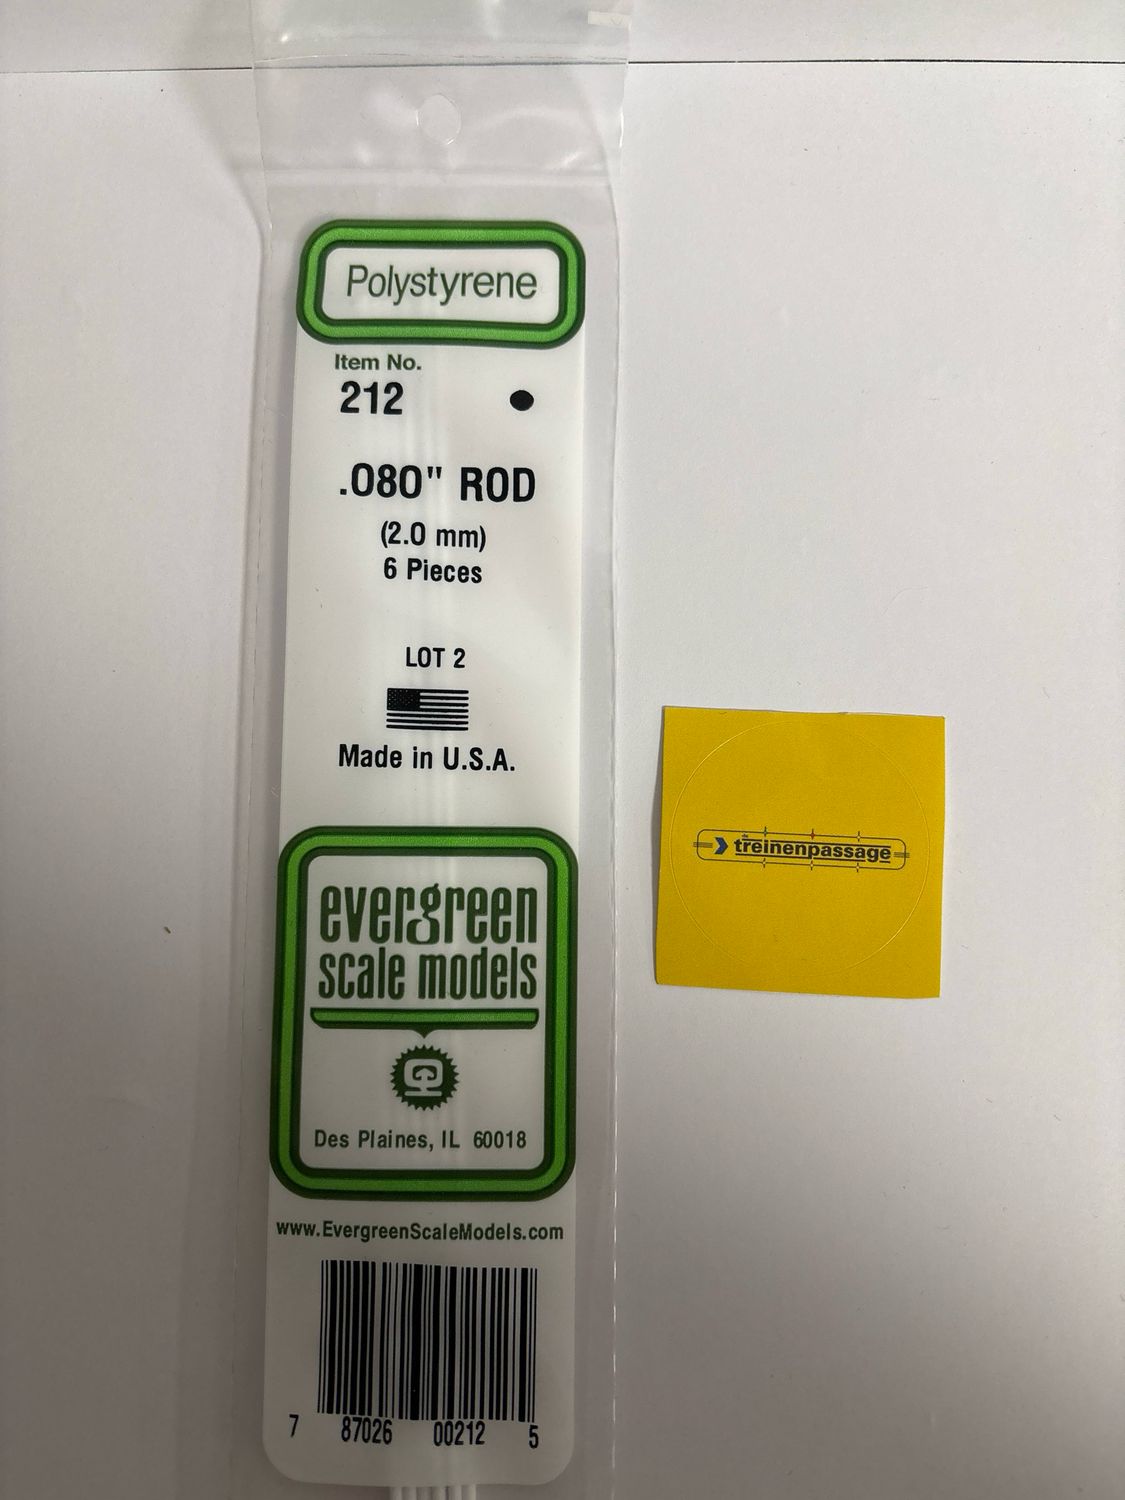 Polystyrene
Item No.
212
.080" ROD
(2.0 mm)
6 Pieces
LOT 2
Made in U.S.A.
evergreen
scale models
Des Plaines, IL 60018
www.EvergreenScaleModels.com
7 87026 00212 5
de
treinenpassage